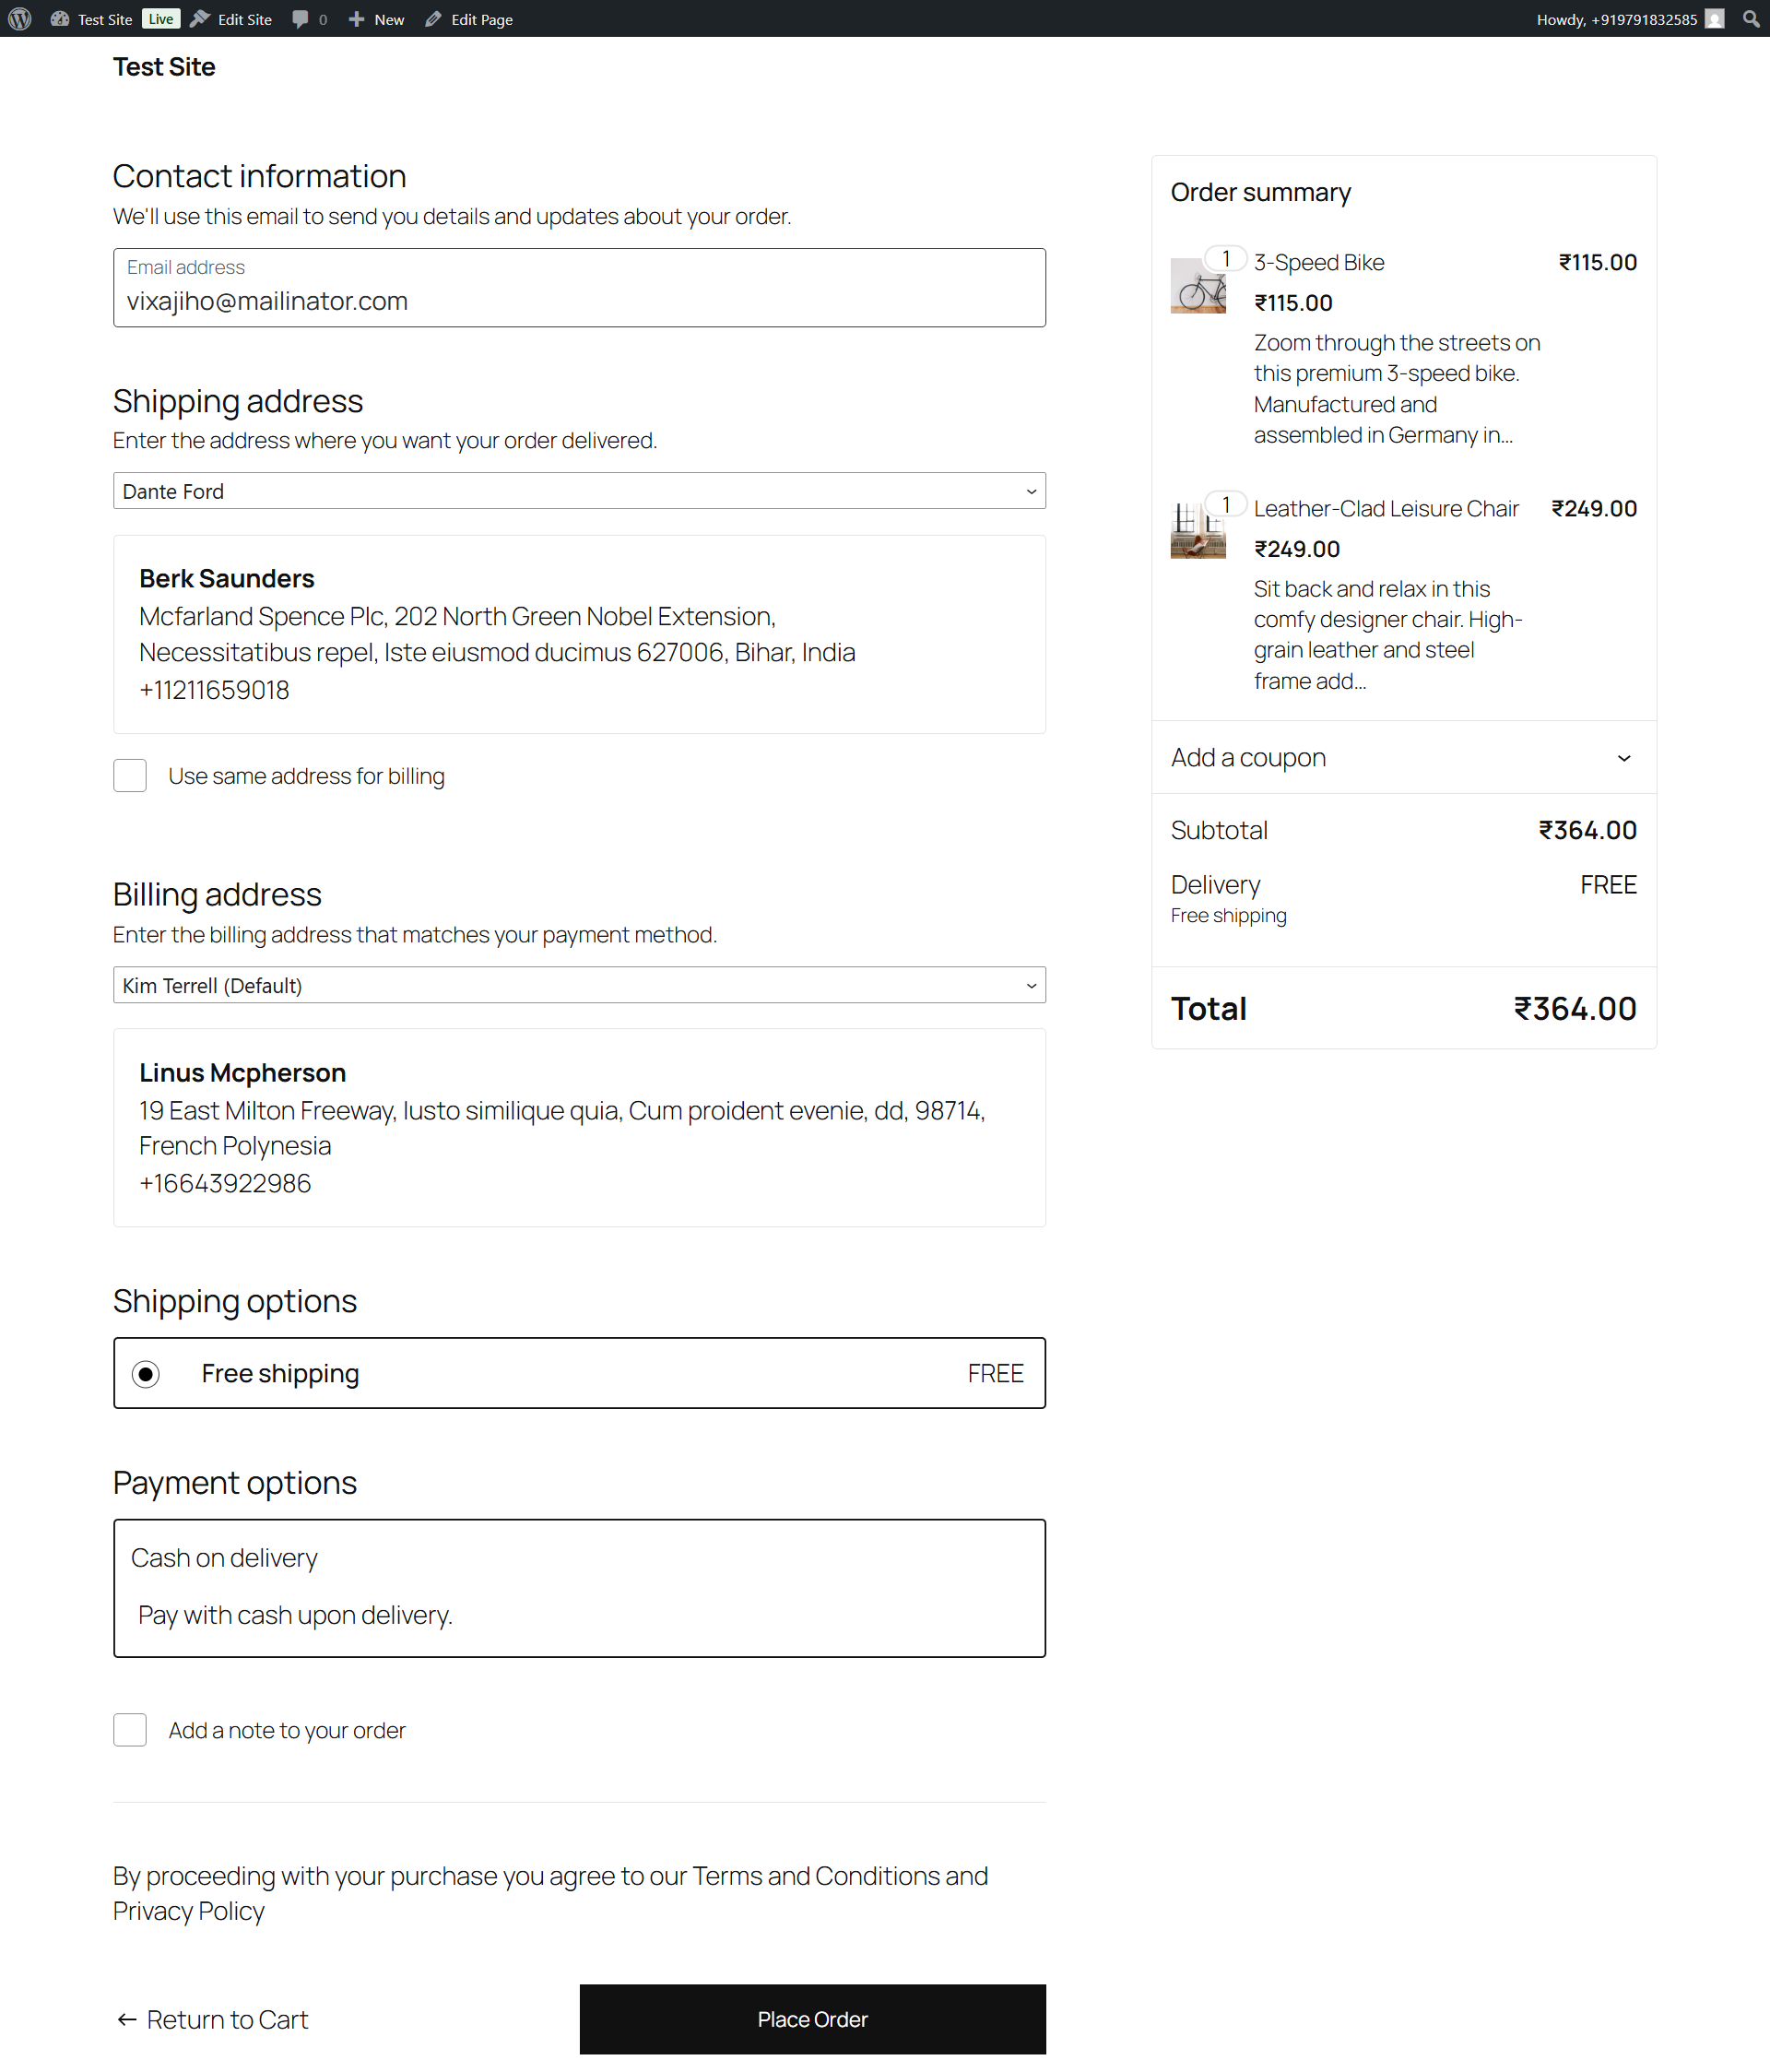 Test Site Live Edit Site 0 New Edit Page Howdy, +919791832585
Test Site
Contact information
We'll use this email to send you details and updates about your order.
Email address
vixajiho@mailinator.com
Shipping address
Enter the address where you want your order delivered.
Dante Ford
Berk Saunders
Mcfarland Spence Plc, 202 North Green Nobel Extension,
Necessitatibus repel, Iste eiusmod ducimus 627006, Bihar, India
+11211659018
Use same address for billing
Billing address
Enter the billing address that matches your payment method.
Kim Terrell (Default)
Linus Mcpherson
19 East Milton Freeway, Iusto similique quia, Cum proident evenie, dd, 98714,
French Polynesia
+16643922986
Shipping options
Free shipping FREE
Payment options
Cash on delivery
Pay with cash upon delivery.
Add a note to your order
By proceeding with your purchase you agree to our Terms and Conditions and
Privacy Policy
← Return to Cart
Place Order
Order summary
1 3-Speed Bike ₹115.00
₹115.00
Zoom through the streets on
this premium 3-speed bike.
Manufactured and
assembled in Germany in...
1 Leather-Clad Leisure Chair ₹249.00
₹249.00
Sit back and relax in this
comfy designer chair. High-
grain leather and steel
frame add...
Add a coupon
Subtotal ₹364.00
Delivery FREE
Free shipping
Total ₹364.00